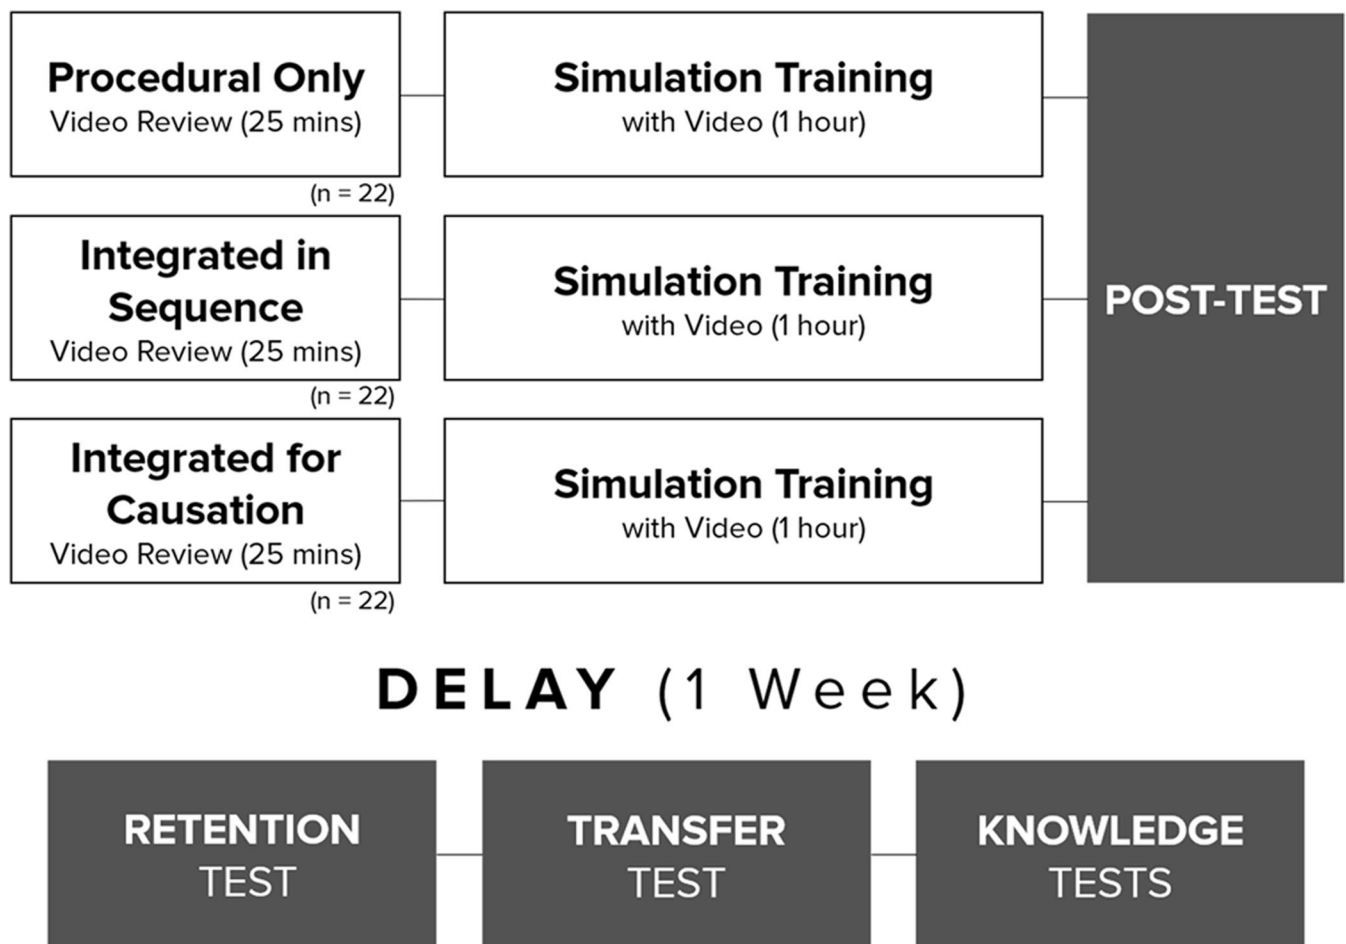 Procedural Only
Video Review (25 mins)
(n = 22)
Simulation Training
with Video (1 hour)
Integrated in
Sequence
Video Review (25 mins)
(n = 22)
Simulation Training
with Video (1 hour)
Integrated for
Causation
Video Review (25 mins)
(n = 22)
Simulation Training
with Video (1 hour)
POST-TEST
DELAY (1 Week)
RETENTION
TEST
TRANSFER
TEST
KNOWLEDGE
TESTS